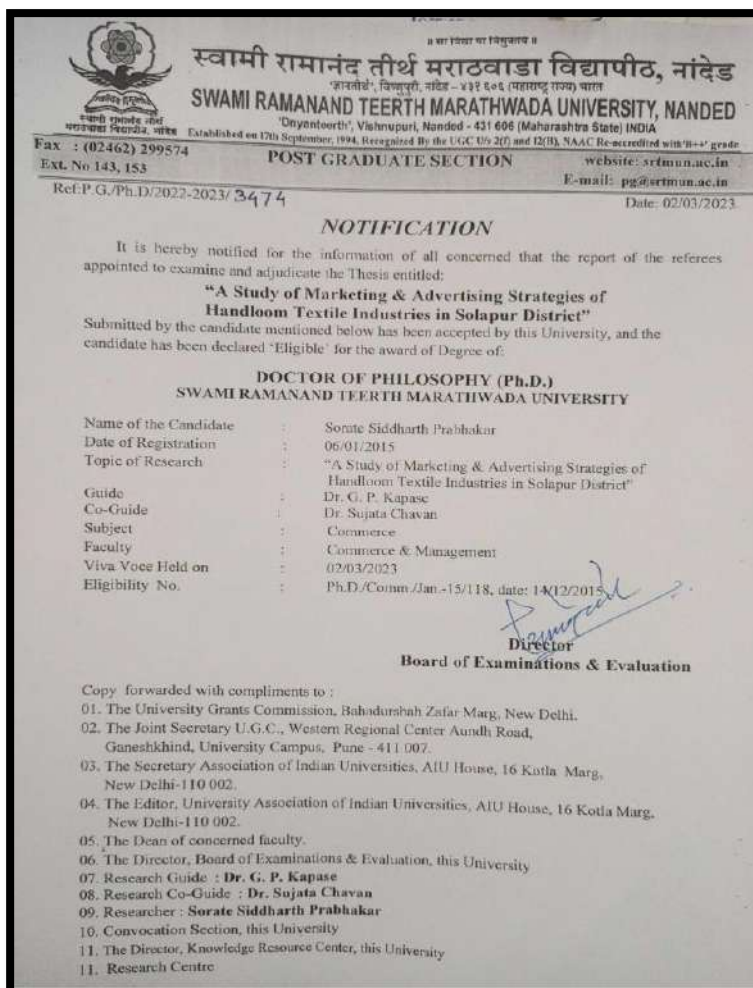 ॥ सा विद्या या विमुक्तये ॥
स्वामी रामानंद तीर्थ मराठवाडा विद्यापीठ, नांदेड
'ज्ञानतीर्थ', विष्णुपुरी, नांदेड – ४३१ ६०६ (महाराष्ट्र राज्य) भारत
SWAMI RAMANAND TEERTH MARATHWADA UNIVERSITY, NANDED
'Dnyanteerth', Vishnupuri, Nanded - 431 606 (Maharashtra State) INDIA
स्वामी रामानंद तीर्थ
मराठवाडा विद्यापीठ, नांदेड
Established on 17th September, 1994, Recognized By the UGC U/s 2(f) and 12(B), NAAC Re-accredited with 'B++' grade
Fax : (02462) 299574
Ext. No 143, 153
POST GRADUATE SECTION
website: srtmun.ac.in
E-mail: pg@srtmun.ac.in
Ref:P.G./Ph.D/2022-2023/ 3474
Date: 02/03/2023
NOTIFICATION
It is hereby notified for the information of all concerned that the report of the referees
appointed to examine and adjudicate the Thesis entitled:
“A Study of Marketing & Advertising Strategies of
Handloom Textile Industries in Solapur District”
Submitted by the candidate mentioned below has been accepted by this University, and the
candidate has been declared ‘Eligible’ for the award of Degree of:
DOCTOR OF PHILOSOPHY (Ph.D.)
SWAMI RAMANAND TEERTH MARATHWADA UNIVERSITY
Name of the Candidate : Sorate Siddharth Prabhakar
Date of Registration : 06/01/2015
Topic of Research : “A Study of Marketing & Advertising Strategies of
Handloom Textile Industries in Solapur District”
Guide : Dr. G. P. Kapase
Co-Guide : Dr. Sujata Chavan
Subject : Commerce
Faculty : Commerce & Management
Viva Voce Held on : 02/03/2023
Eligibility No. : Ph.D./Comm./Jan.-15/118, date: 14/12/2015
Director
Board of Examinations & Evaluation
Copy forwarded with compliments to :
01. The University Grants Commission, Bahadurshah Zafar Marg, New Delhi.
02. The Joint Secretary U.G.C., Western Regional Center Aundh Road,
Ganeshkhind, University Campus, Pune - 411 007.
03. The Secretary Association of Indian Universities, AIU House, 16 Kotla Marg,
New Delhi-110 002.
04. The Editor, University Association of Indian Universities, AIU House, 16 Kotla Marg,
New Delhi-110 002.
05. The Dean of concerned faculty.
06. The Director, Board of Examinations & Evaluation, this University
07. Research Guide : Dr. G. P. Kapase
08. Research Co-Guide : Dr. Sujata Chavan
09. Researcher : Sorate Siddharth Prabhakar
10. Convocation Section, this University
11. The Director, Knowledge Resource Center, this University
11. Research Centre